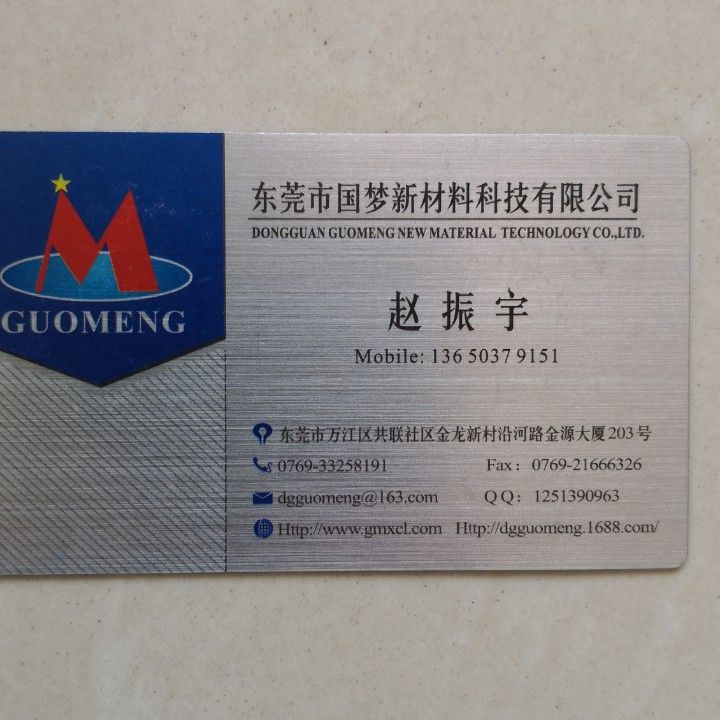 东莞市国梦新材料科技有限公司
DONGGUAN GUOMENG NEW MATERIAL TECHNOLOGY CO.,LTD.
GUOMENG
赵振宇
Mobile: 136 5037 9151
东莞市万江区共联社区金龙新村沿河路金源大厦203号
0769-33258191 Fax: 0769-21666326
dgguomeng@163.com QQ: 1251390963
Http://www.gmxcl.com Http://dgguomeng.1688.com/